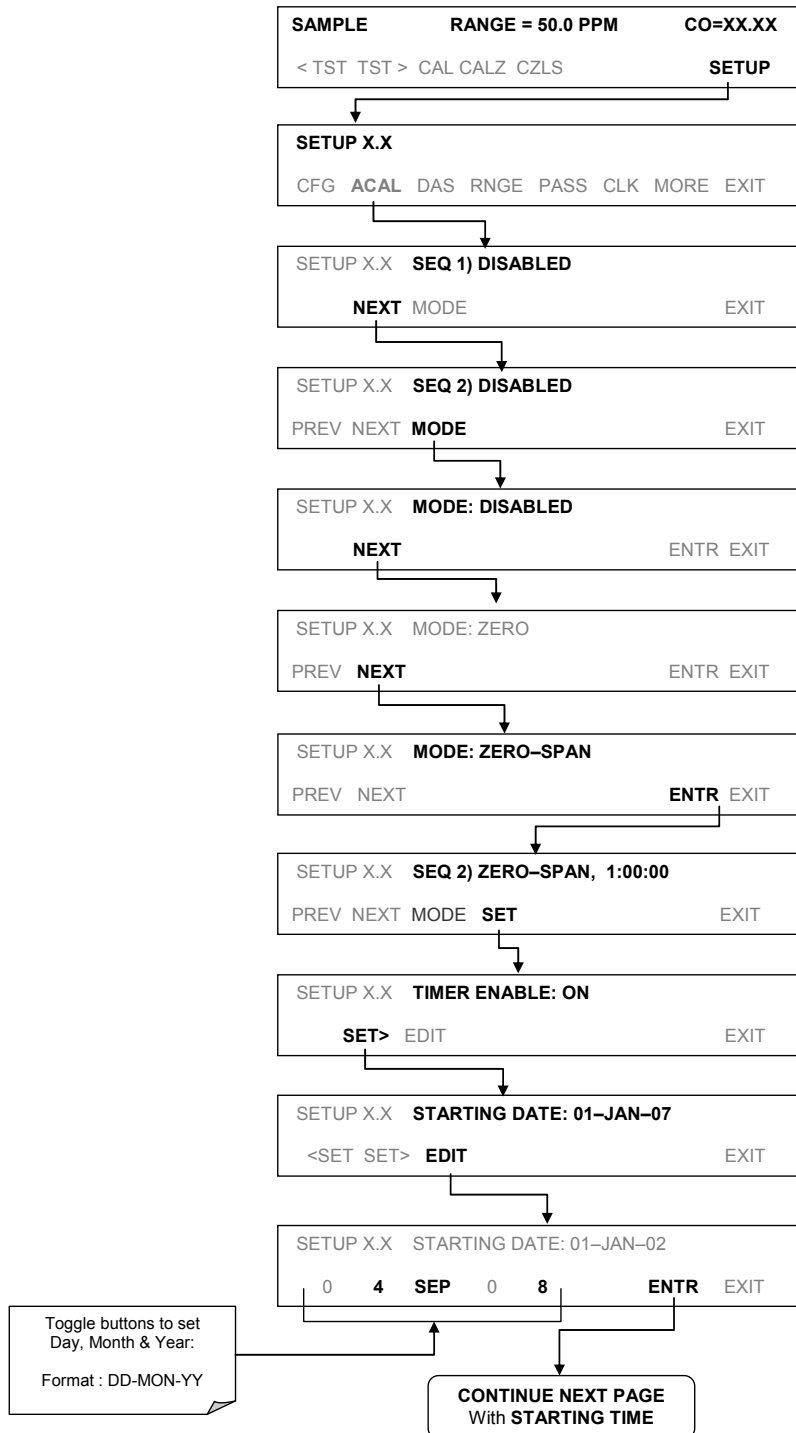 SAMPLE RANGE = 50.0 PPM CO=XX.XX
< TST TST > CAL CALZ CZLS SETUP
SETUP X.X
CFG ACAL DAS RNGE PASS CLK MORE EXIT
SETUP X.X SEQ 1) DISABLED
NEXT MODE EXIT
SETUP X.X SEQ 2) DISABLED
PREV NEXT MODE EXIT
SETUP X.X MODE: DISABLED
NEXT ENTR EXIT
SETUP X.X MODE: ZERO
PREV NEXT ENTR EXIT
SETUP X.X MODE: ZERO–SPAN
PREV NEXT ENTR EXIT
SETUP X.X SEQ 2) ZERO–SPAN, 1:00:00
PREV NEXT MODE SET EXIT
SETUP X.X TIMER ENABLE: ON
SET> EDIT EXIT
SETUP X.X STARTING DATE: 01–JAN–07
<SET SET> EDIT EXIT
SETUP X.X STARTING DATE: 01–JAN–02
0 4 SEP 0 8 ENTR EXIT
Toggle buttons to set
Day, Month & Year:
Format : DD-MON-YY
CONTINUE NEXT PAGE
With STARTING TIME